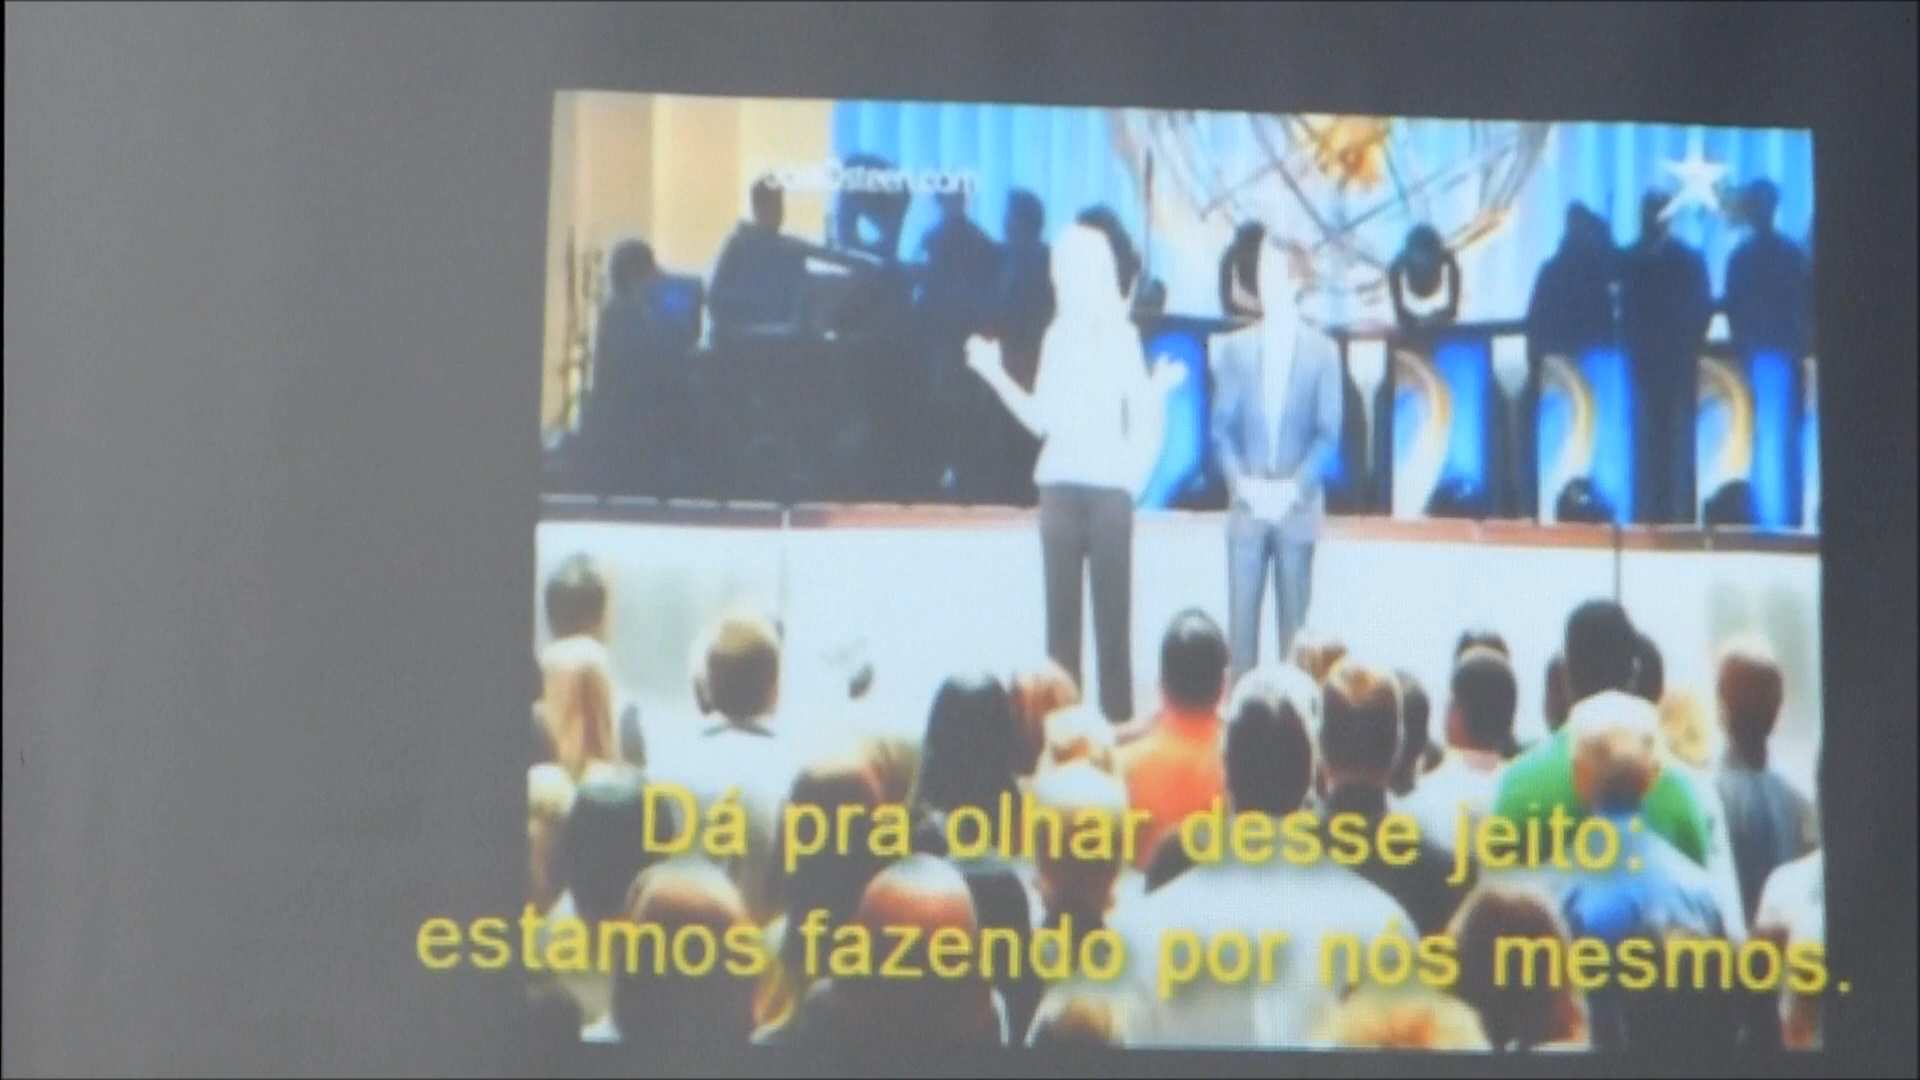 Dá pra olhar desse jeito:
estamos fazendo por nós mesmos.